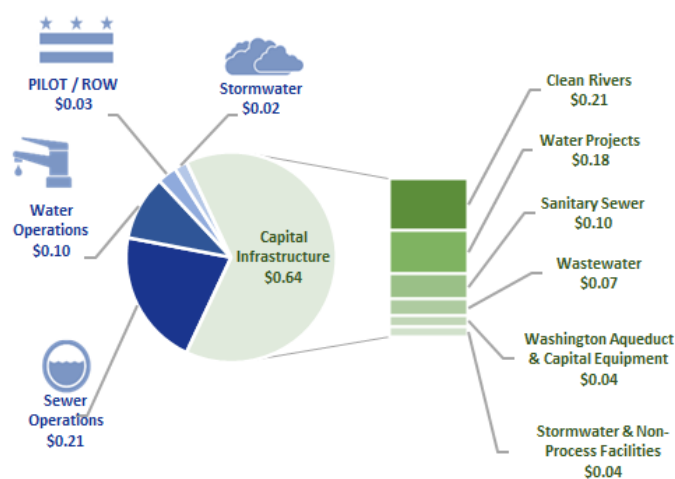 PILOT / ROW
$0.03
Stormwater
$0.02
Water
Operations
$0.10
Sewer
Operations
$0.21
Capital
Infrastructure
$0.64
Clean Rivers
$0.21
Water Projects
$0.18
Sanitary Sewer
$0.10
Wastewater
$0.07
Washington Aqueduct
& Capital Equipment
$0.04
Stormwater & Non-
Process Facilities
$0.04